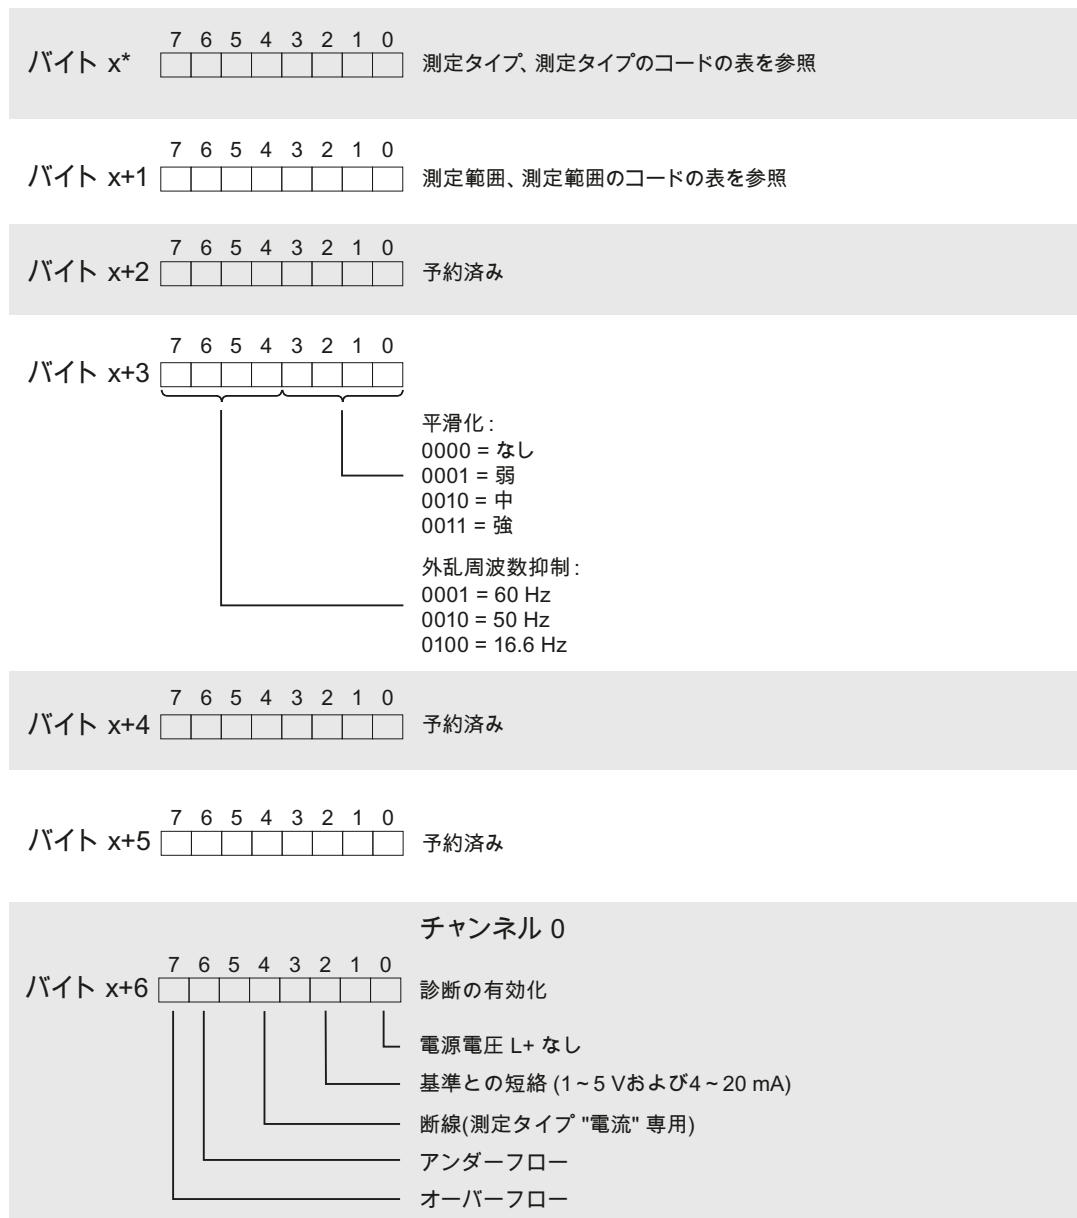 7 6 5 4 3 2 1 0
バイト x* 測定タイプ、測定タイプのコードの表を参照
7 6 5 4 3 2 1 0
バイト x+1 測定範囲、測定範囲のコードの表を参照
7 6 5 4 3 2 1 0
バイト x+2 予約済み
7 6 5 4 3 2 1 0
バイト x+3
平滑化:
0000 = なし
0001 = 弱
0010 = 中
0011 = 強
外乱周波数抑制:
0001 = 60 Hz
0010 = 50 Hz
0100 = 16.6 Hz
7 6 5 4 3 2 1 0
バイト x+4 予約済み
7 6 5 4 3 2 1 0
バイト x+5 予約済み
チャンネル 0
7 6 5 4 3 2 1 0
バイト x+6 診断の有効化
電源電圧 L+ なし
基準との短絡 (1~5 Vおよび4~20 mA)
断線(測定タイプ "電流" 専用)
アンダーフロー
オーバーフロー